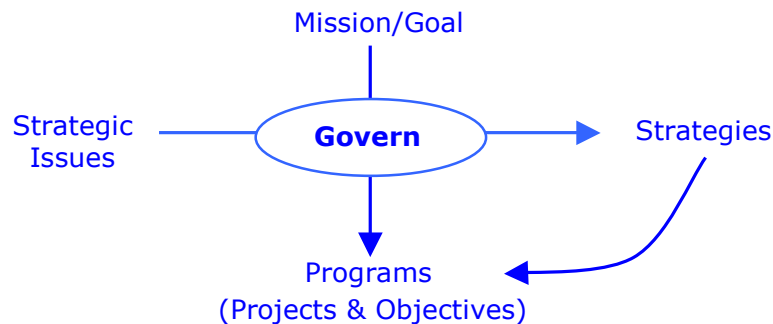 Mission/Goal
Strategic
Issues
Govern
Strategies
Programs
(Projects & Objectives)